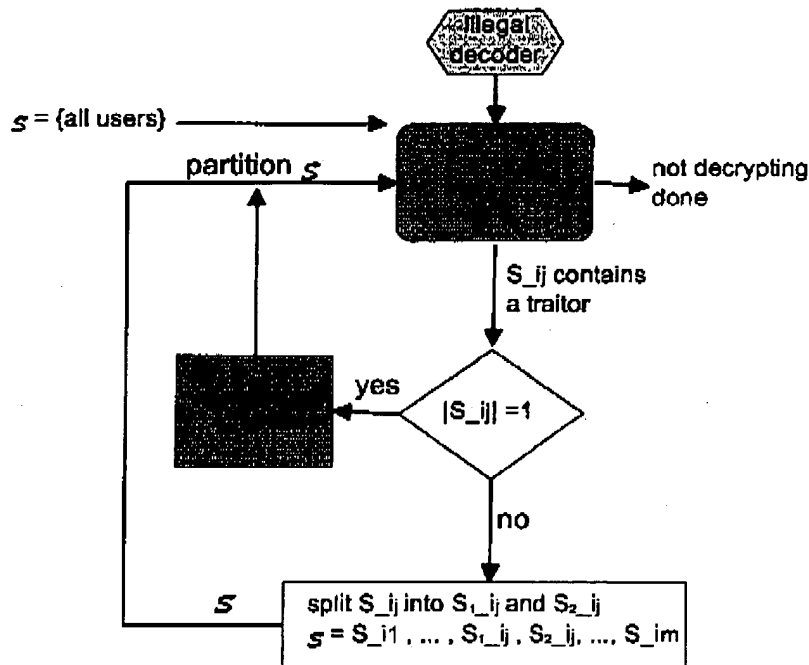 Illegal
decoder
S = {all users}
partition S
not decrypting
done
S_ij contains
a traitor
yes
|S_ij| =1
no
S
split S_ij into S₁_ij and S₂_ij
S = S_i1 , ... , S₁_ij , S₂_ij, ..., S_im